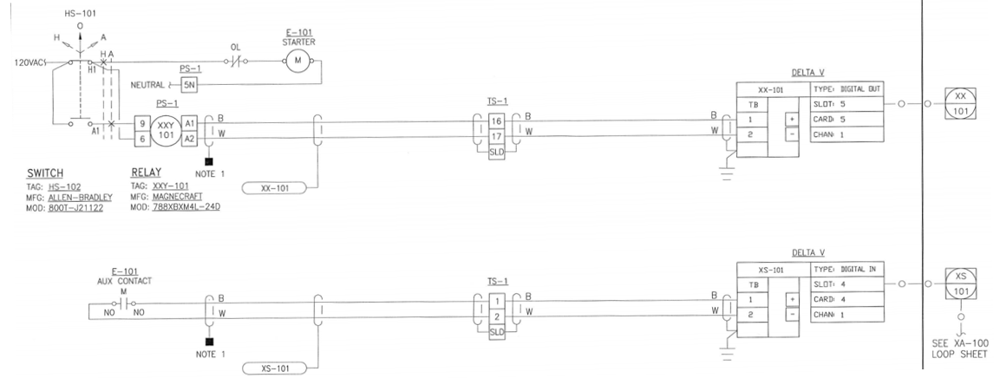 HS-101
O
H A
H A
120VAC
H1
OL
E-101
STARTER
M
PS-1
NEUTRAL 5N
PS-1
A1
9
6
XXY
101
A1
A2
B
W
NOTE 1
XX-101
TS-1
16
17
SLD
B
W
B
W
DELTA V
XX-101
TB
1 +
2 -
TYPE: DIGITAL OUT
SLOT: 5
CARD: 5
CHAN: 1
XX
101
SWITCH
TAG: HS-102
MFG: ALLEN-BRADLEY
MOD: 800T-J21122
RELAY
TAG: XXY-101
MFG: MAGNECRAFT
MOD: 788XBXM4L-24D
E-101
AUX CONTACT
M
NO NO
B
W
NOTE 1
XS-101
TS-1
1
2
SLD
B
W
B
W
DELTA V
XS-101
TB
1 +
2 -
TYPE: DIGITAL IN
SLOT: 4
CARD: 4
CHAN: 1
XS
101
SEE XA-100
LOOP SHEET